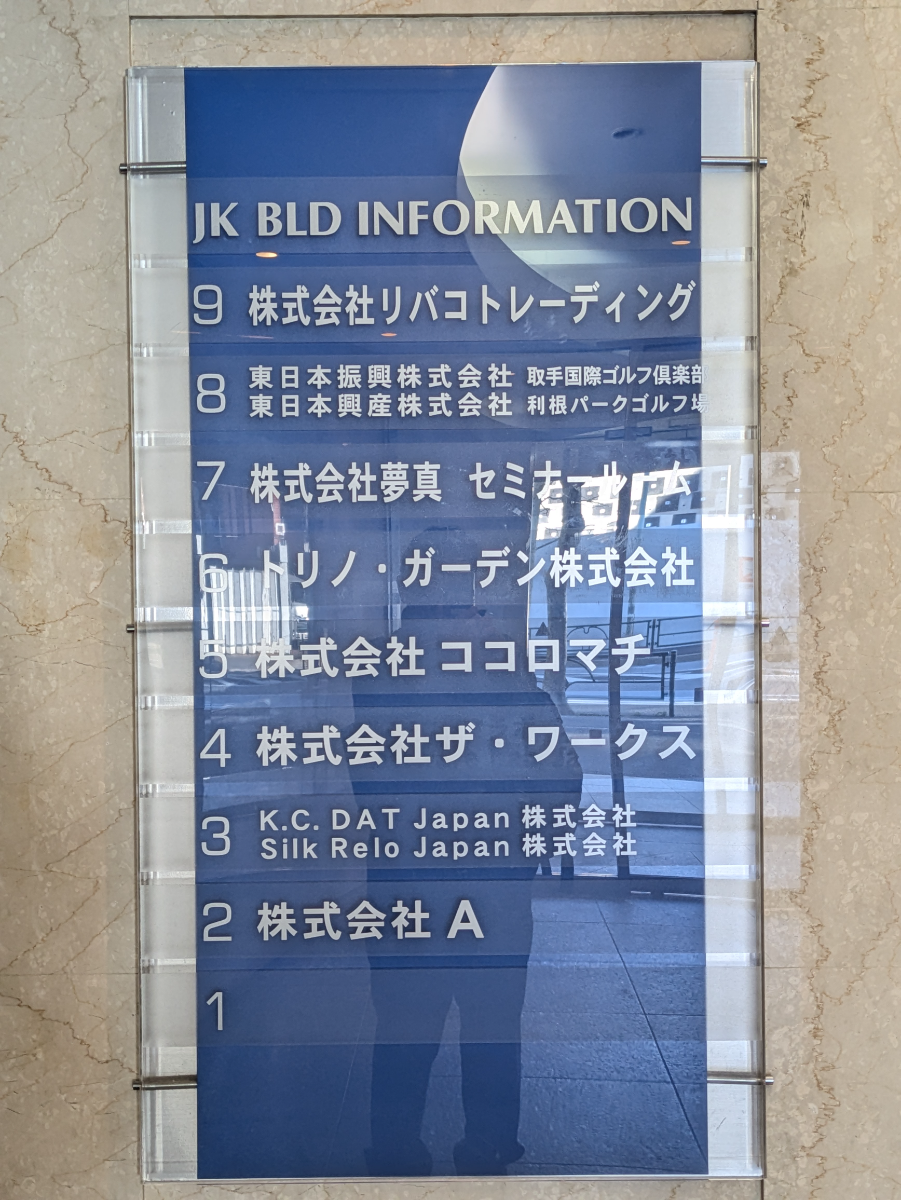 JK BLD INFORMATION
9 株式会社リバコトレーディング
8 東日本振興株式会社 取手国際ゴルフ倶楽部
東日本興産株式会社 利根パークゴルフ場
7 株式会社夢真 セミナールーム
6 トリノ・ガーデン株式会社
5 株式会社ココロマチ
4 株式会社ザ・ワークス
3 K.C. DAT Japan 株式会社
Silk Relo Japan 株式会社
2 株式会社 A
1